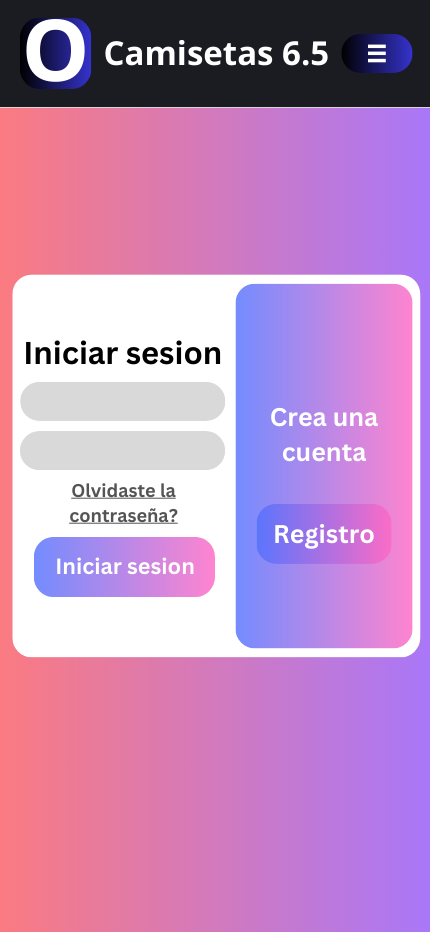 O
Camisetas 6.5
Iniciar sesion
Olvidaste la
contraseña?
Iniciar sesion
Crea una
cuenta
Registro